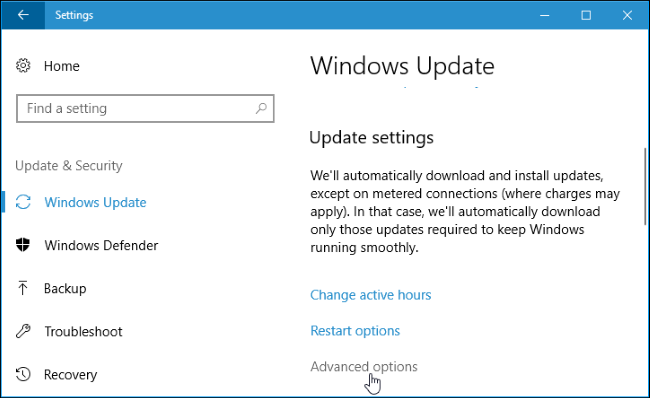 Settings
Home
Find a setting
Update & Security
Windows Update
Windows Defender
Backup
Troubleshoot
Recovery
Windows Update
Update settings
We'll automatically download and install updates,
except on metered connections (where charges may
apply). In that case, we'll automatically download
only those updates required to keep Windows
running smoothly.
Change active hours
Restart options
Advanced options